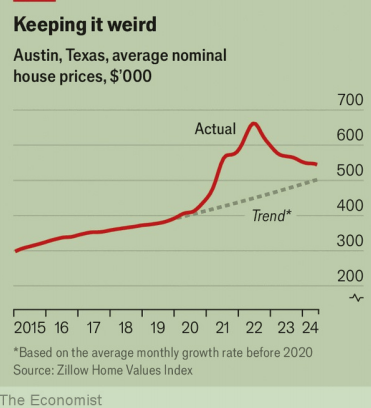 Keeping it weird
Austin, Texas, average nominal
house prices, $’000
700
Actual
600
500
400
Trend*
300
200
2015 16 17 18 19 20 21 22 23 24
*Based on the average monthly growth rate before 2020
Source: Zillow Home Values Index
The Economist